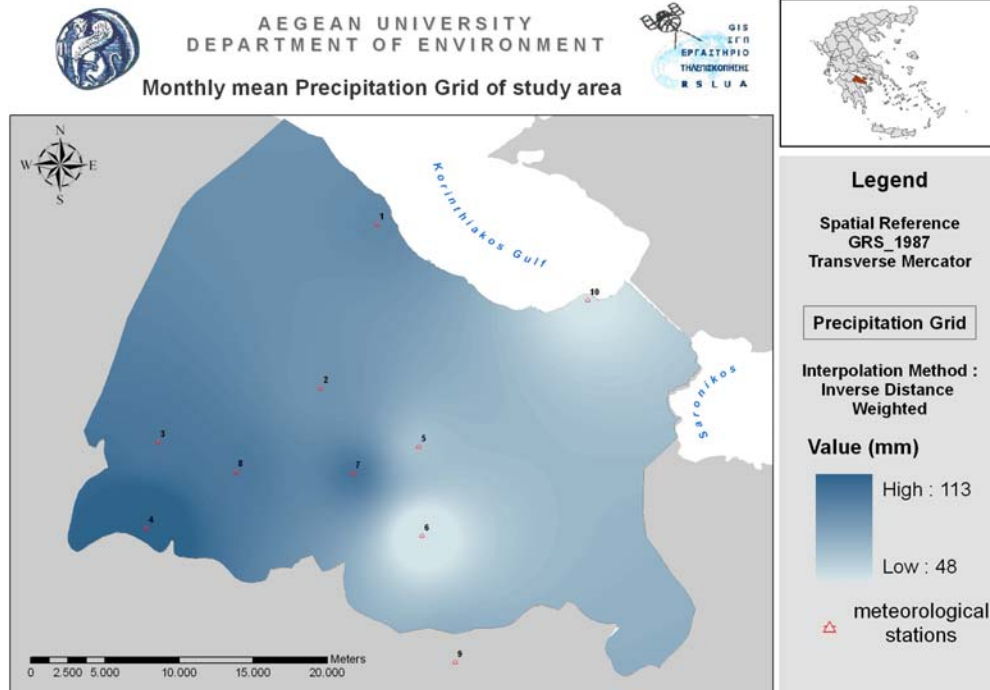 AEGEAN UNIVERSITY
DEPARTMENT OF ENVIRONMENT
Monthly mean Precipitation Grid of study area
GIS
ΣΓΠ
ΕΡΓΑΣΤΗΡΙΟ
ΤΗΛΕΠΙΣΚΟΠΗΣΗΣ
RSLUA
N
W
E
S
Korinthiakos Gulf
Saronikos
1
10
2
3
5
8
7
4
6
9
Meters
0 2.500 5.000 10.000 15.000 20.000
Legend
Spatial Reference
GRS_1987
Transverse Mercator
Precipitation Grid
Interpolation Method :
Inverse Distance
Weighted
Value (mm)
High : 113
Low : 48
meteorological
stations